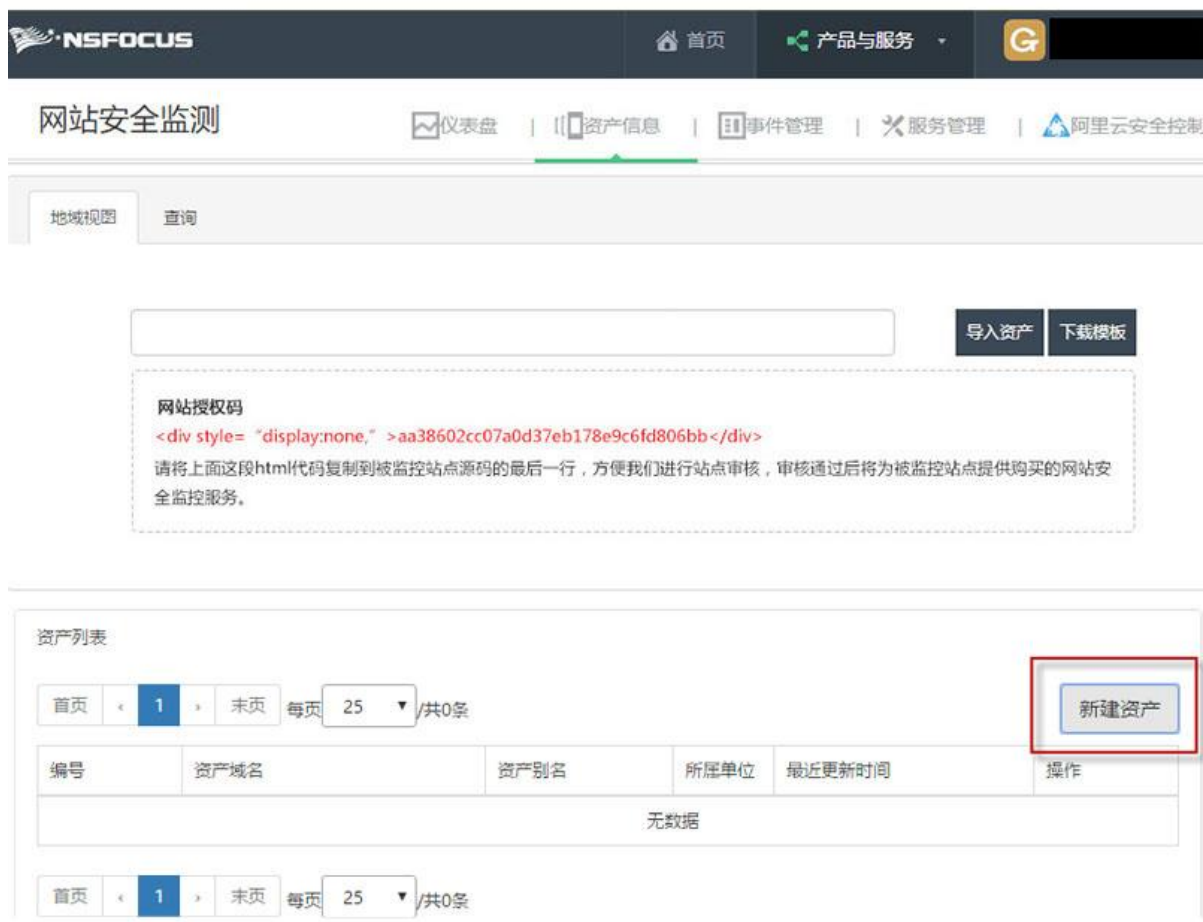 NSFOCUS 首页 产品与服务
网站安全监测 仪表盘 | 资产信息 | 事件管理 | 服务管理 | 阿里云安全控制
地域视图 查询
导入资产 下载模板
网站授权码
<div style= “display:none,” >aa38602cc07a0d37eb178e9c6fd806bb</div>
请将上面这段html代码复制到被监控站点源码的最后一行，方便我们进行站点审核，审核通过后将为被监控站点提供购买的网站安
全监控服务。
资产列表
首页 ‹ 1 › 末页 每页 25 /共0条 新建资产
编号 资产域名 资产别名 所属单位 最近更新时间 操作
无数据
首页 ‹ 1 › 末页 每页 25 /共0条